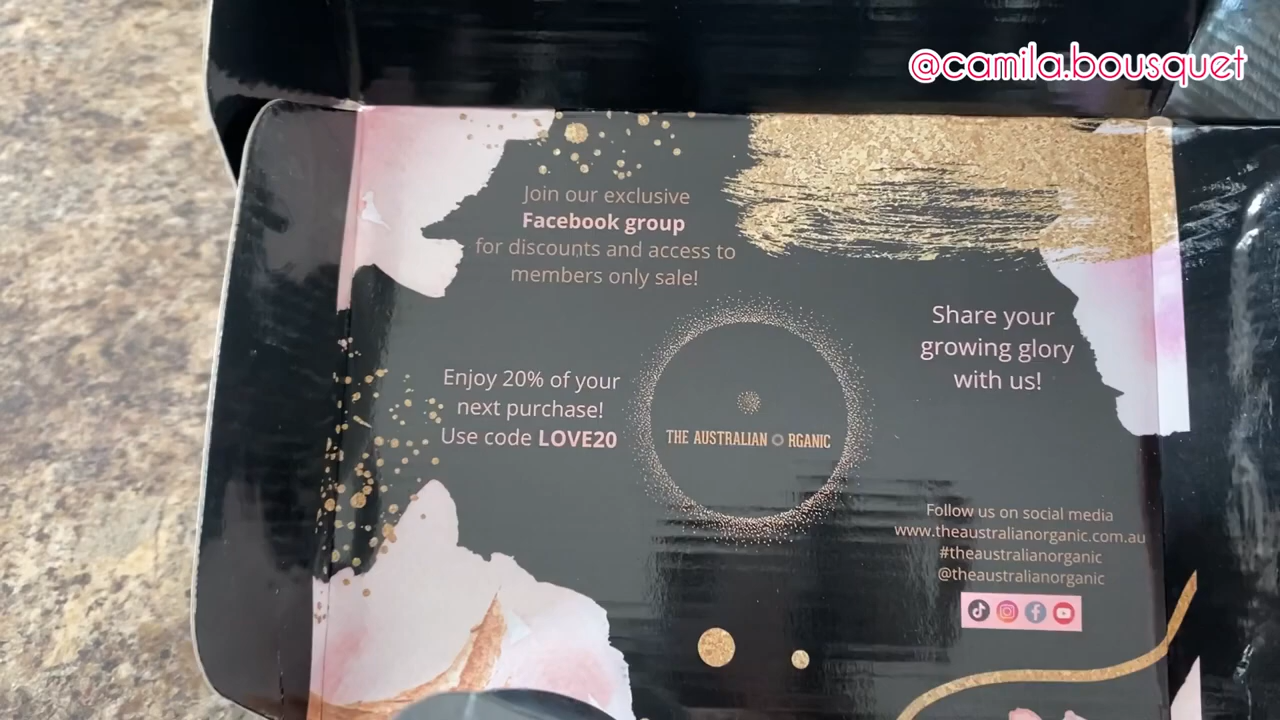 @camila.bousquet
Join our exclusive
Facebook group
for discounts and access to
members only sale!
Share your
growing glory
with us!
Enjoy 20% of your
next purchase!
Use code LOVE20
THE AUSTRALIAN ORGANIC
Follow us on social media
www.theaustralianorganic.com.au
#theaustralianorganic
@theaustralianorganic